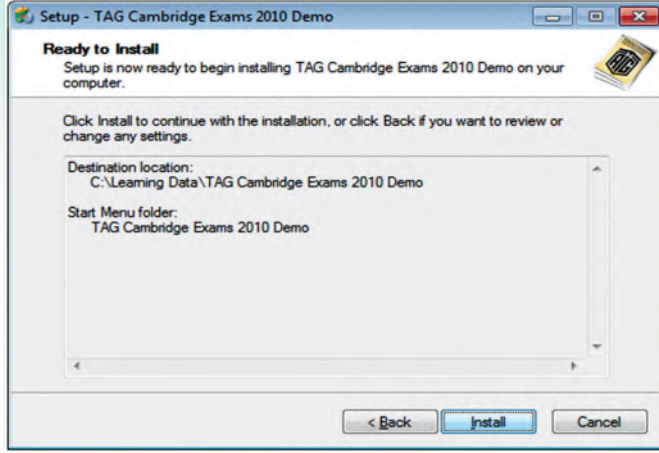 Setup - TAG Cambridge Exams 2010 Demo
Ready to Install
Setup is now ready to begin installing TAG Cambridge Exams 2010 Demo on your
computer.
Click Install to continue with the installation, or click Back if you want to review or
change any settings.
Destination location:
C:\Learning Data\TAG Cambridge Exams 2010 Demo
Start Menu folder:
TAG Cambridge Exams 2010 Demo
< Back
Install
Cancel